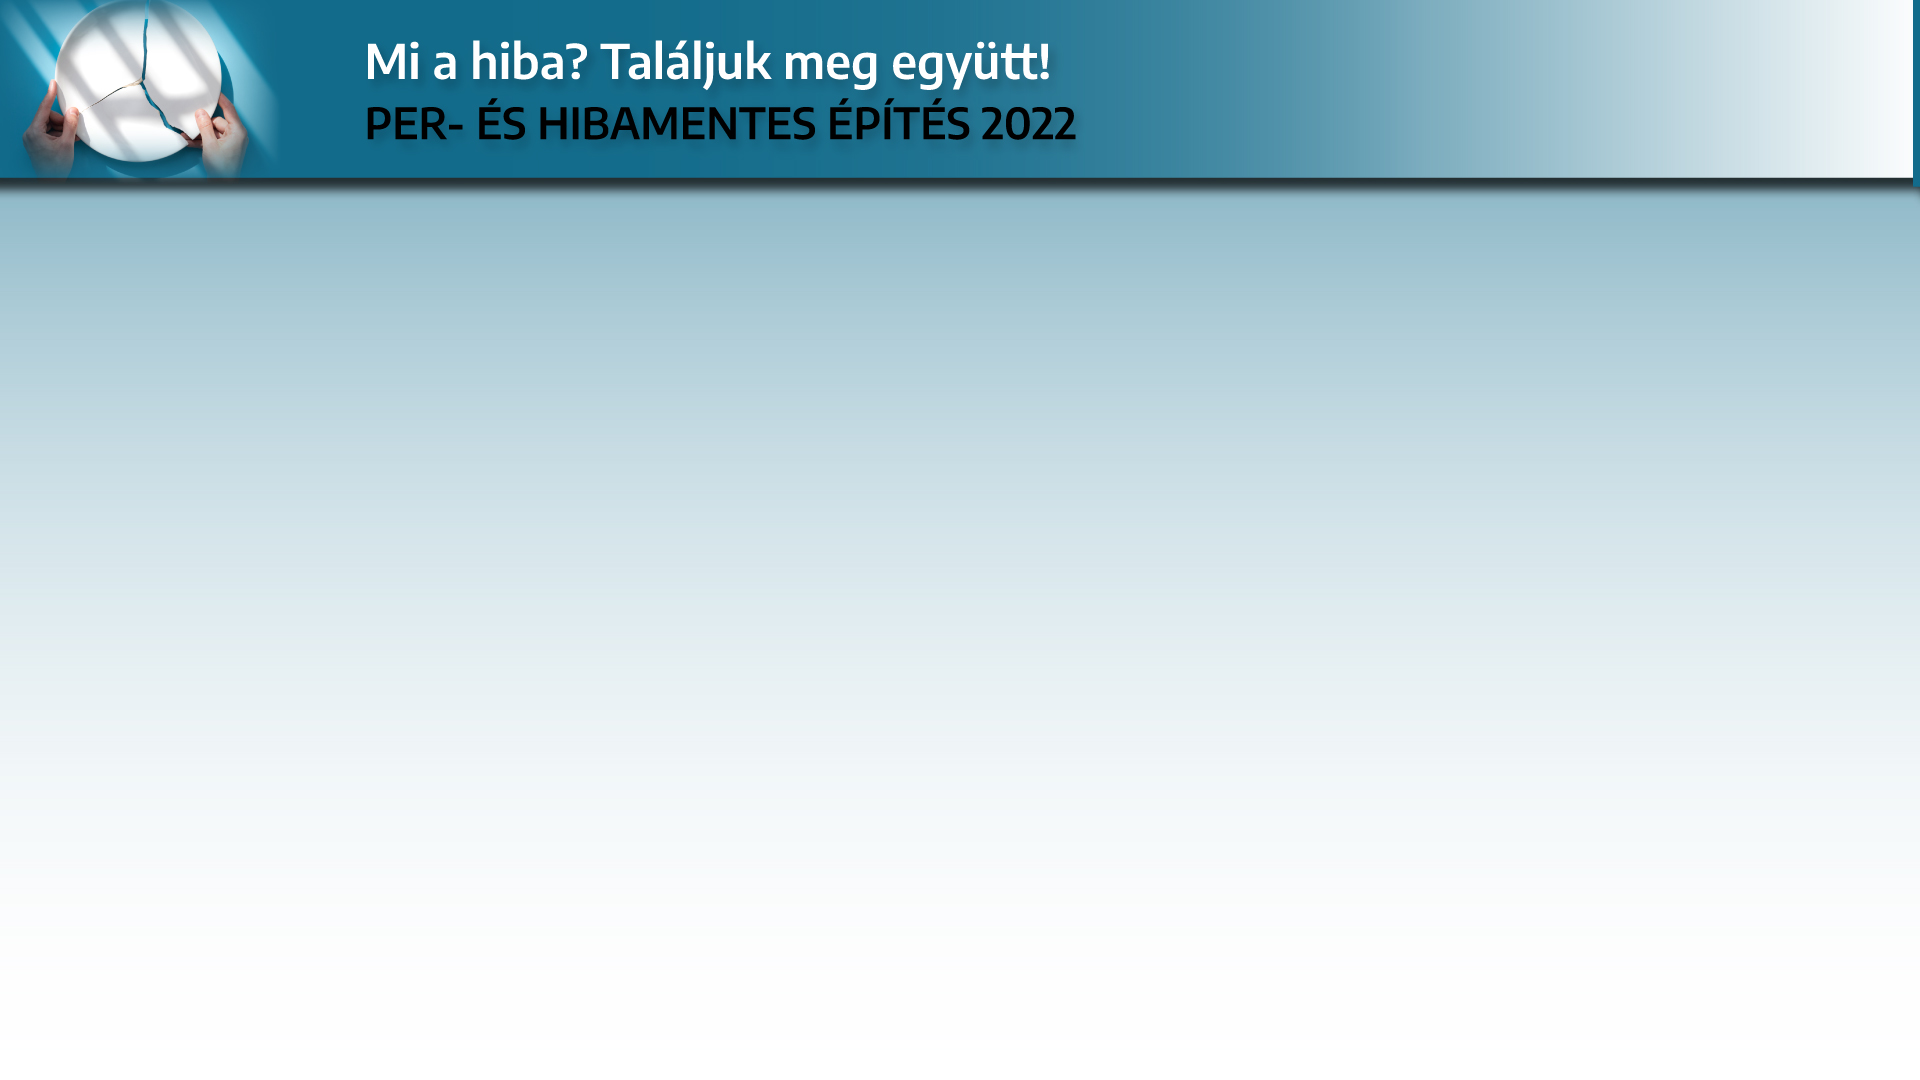 Mi a hiba? Találjuk meg együtt!
PER- ÉS HIBAMENTES ÉPÍTÉS 2022